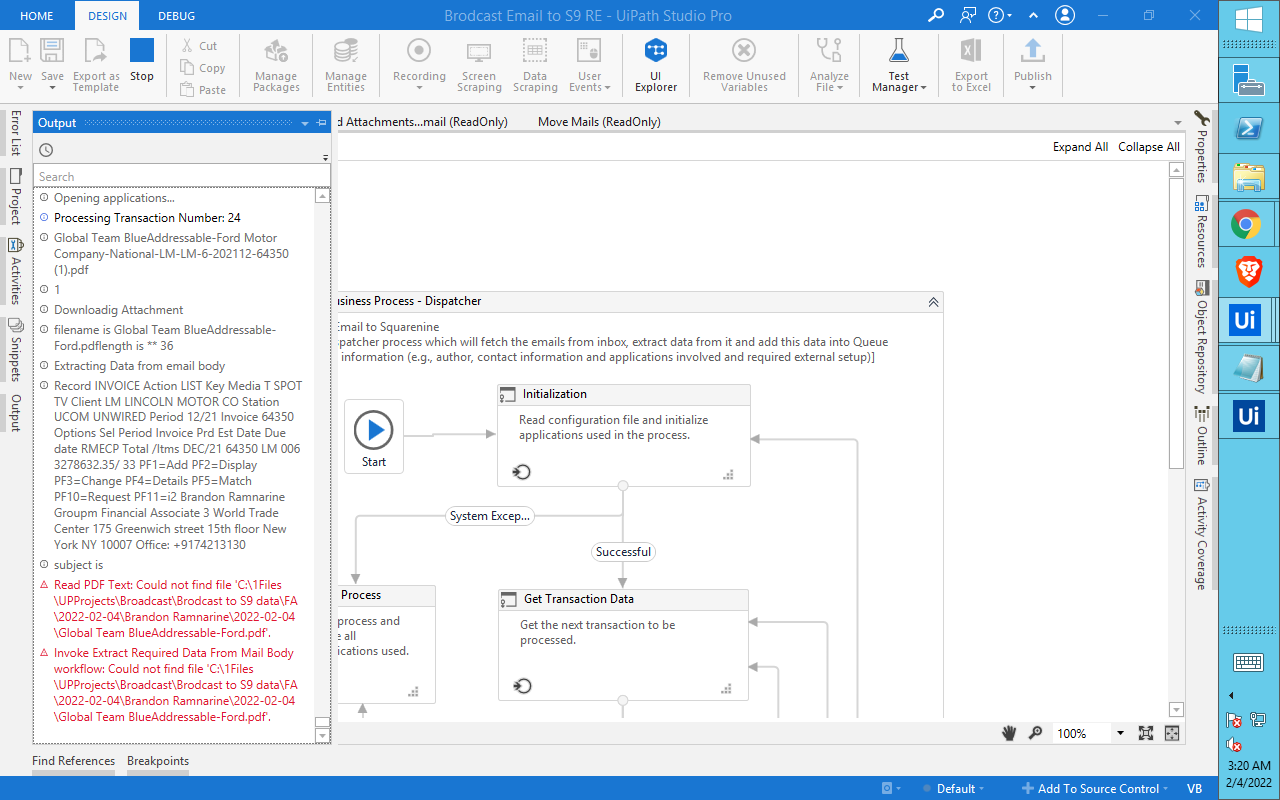 HOME
DESIGN
DEBUG
Brodcast Email to S9 RE - UiPath Studio Pro
New
Save
Export as
Template
Stop
Cut
Copy
Paste
Manage
Packages
Manage
Entities
Recording
Screen
Scraping
Data
Scraping
User
Events
UI
Explorer
Remove Unused
Variables
Analyze
File
Test
Manager
Export
to Excel
Publish
Error List
Project
Activities
Snippets
Output
Output
Search
Opening applications...
Processing Transaction Number: 24
Global Team BlueAddressable-Ford Motor
Company-National-LM-LM-6-202112-64350
(1).pdf
1
Downloadig Attachment
filename is Global Team BlueAddressable-
Ford.pdflength is ** 36
Extracting Data from email body
Record INVOICE Action LIST Key Media T SPOT
TV Client LM LINCOLN MOTOR CO Station
UCOM UNWIRED Period 12/21 Invoice 64350
Options Sel Period Invoice Prd Est Date Due
date RMECP Total /Itms DEC/21 64350 LM 006
3278632.35/ 33 PF1=Add PF2=Display
PF3=Change PF4=Details PF5=Match
PF10=Request PF11=i2 Brandon Ramnarine
Groupm Financial Associate 3 World Trade
Center 175 Greenwich street 15th floor New
York NY 10007 Office: +9174213130
subject is
Read PDF Text: Could not find file 'C:\1Files
\UPProjects\Broadcast\Brodcast to S9 data\FA
\2022-02-04\Brandon Ramnarine\2022-02-04
\Global Team BlueAddressable-Ford.pdf'.
Invoke Extract Required Data From Mail Body
workflow: Could not find file 'C:\1Files
\UPProjects\Broadcast\Brodcast to S9 data\FA
\2022-02-04\Brandon Ramnarine\2022-02-04
\Global Team BlueAddressable-Ford.pdf'.
Find References
Breakpoints
d Attachments...mail (ReadOnly)
Move Mails (ReadOnly)
Expand All
Collapse All
usiness Process - Dispatcher
Email to Squarenine
patcher process which will fetch the emails from inbox, extract data from it and add this data into Queue
information (e.g., author, contact information and applications involved and required external setup)]
Start
Initialization
Read configuration file and initialize
applications used in the process.
System Excep...
Successful
Process
process and
e all
ications used.
Get Transaction Data
Get the next transaction to be
processed.
100%
Properties
Resources
Object Repository
Outline
Activity Coverage
Default
Add To Source Control
VB
Ui
Ui
3:20 AM
2/4/2022